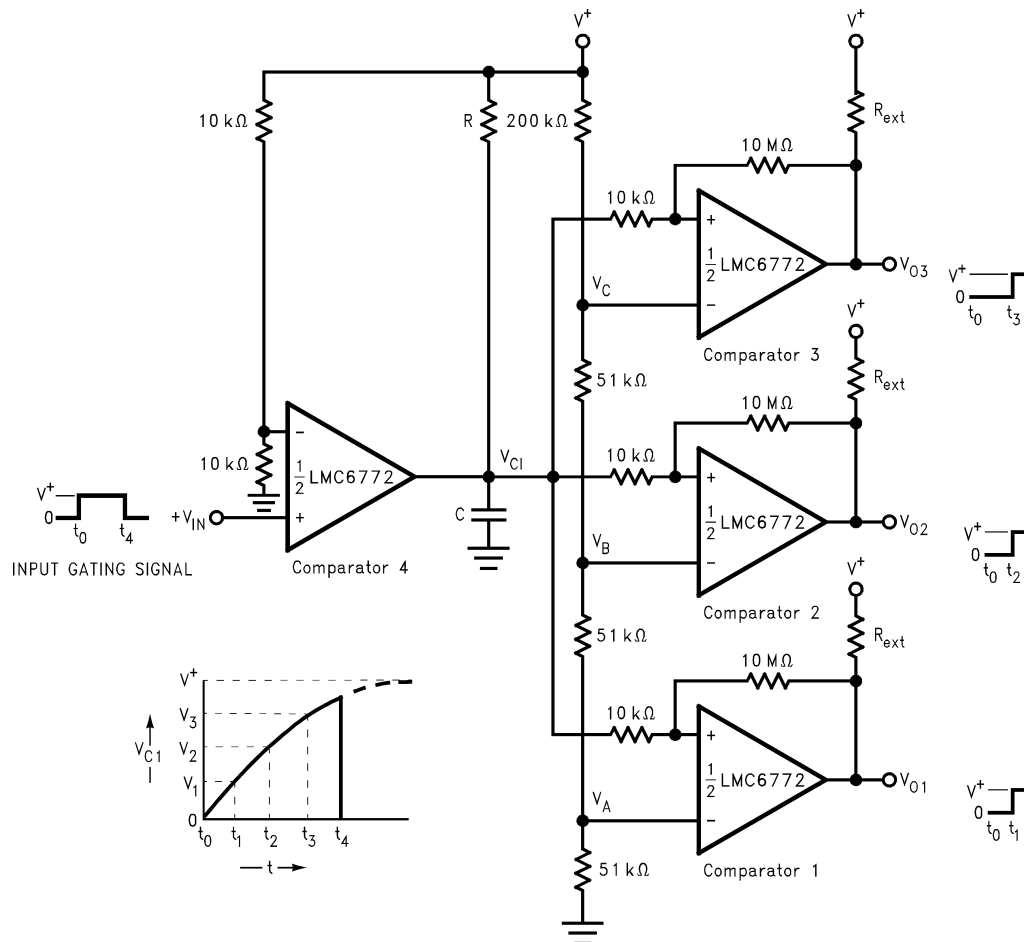 V+
V+
10 kΩ
R
200 kΩ
Rext
10 MΩ
10 kΩ
+
1/2 LMC6772
−
VO3
V+
0
t0
t3
VC
Comparator 3
V+
51 kΩ
Rext
10 MΩ
−
10 kΩ
1/2 LMC6772
+
+VIN
V+
0
t0
t4
INPUT GATING SIGNAL
Comparator 4
VCI
C
10 kΩ
+
1/2 LMC6772
−
VO2
V+
0
t0
t2
VB
Comparator 2
V+
51 kΩ
Rext
10 MΩ
10 kΩ
+
1/2 LMC6772
−
VO1
V+
0
t0
t1
VA
Comparator 1
51 kΩ
V+
V3
VC1
V2
V1
0
t0
t1
t2
t3
t4
t